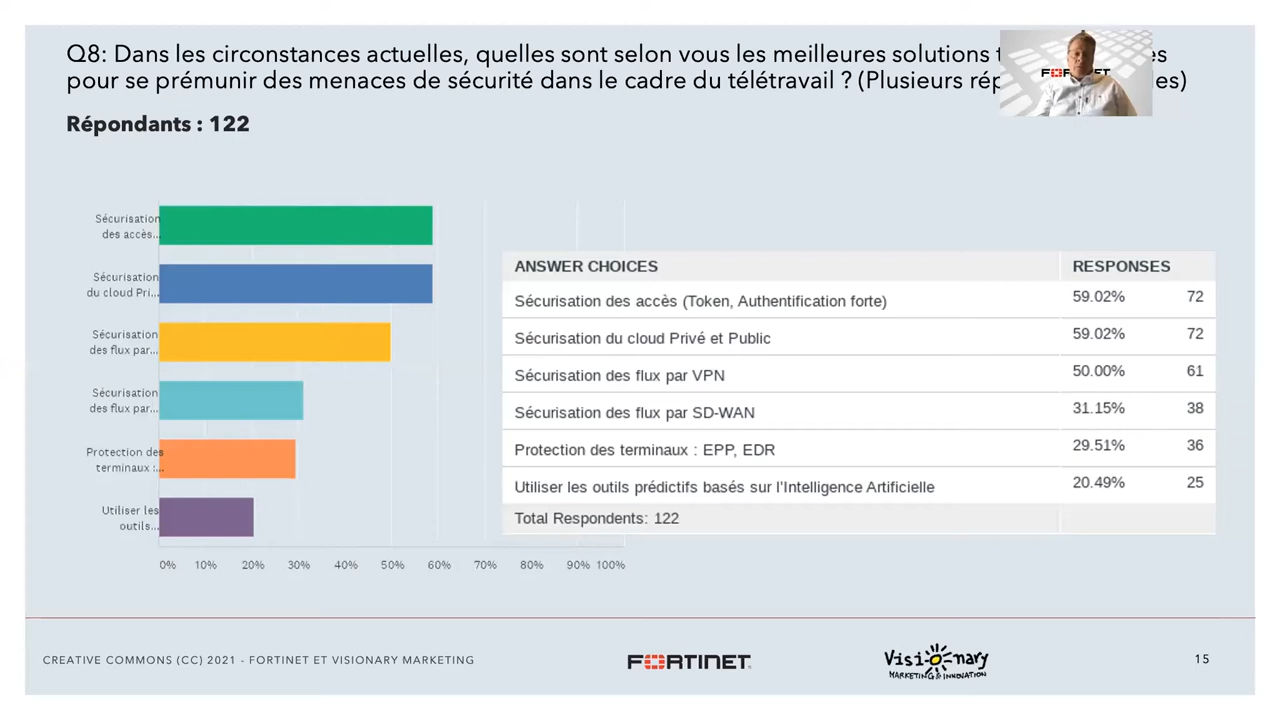 Q8: Dans les circonstances actuelles, quelles sont selon vous les meilleures solutions
pour se prémunir des menaces de sécurité dans le cadre du télétravail ? (Plusieurs
Répondants : 122
Sécurisation
des accès...
Sécurisation
du cloud Pri...
Sécurisation
des flux par...
Sécurisation
des flux par...
Protection des
terminaux :...
Utiliser les
outils...
0% 10% 20% 30% 40% 50% 60% 70% 80% 90% 100%
ANSWER CHOICES RESPONSES
Sécurisation des accès (Token, Authentification forte) 59.02% 72
Sécurisation du cloud Privé et Public 59.02% 72
Sécurisation des flux par VPN 50.00% 61
Sécurisation des flux par SD-WAN 31.15% 38
Protection des terminaux : EPP, EDR 29.51% 36
Utiliser les outils prédictifs basés sur l'Intelligence Artificielle 20.49% 25
Total Respondents: 122
CREATIVE COMMONS (CC) 2021 - FORTINET ET VISIONARY MARKETING
FORTINET
Visionary
MARKETING & INNOVATION
15